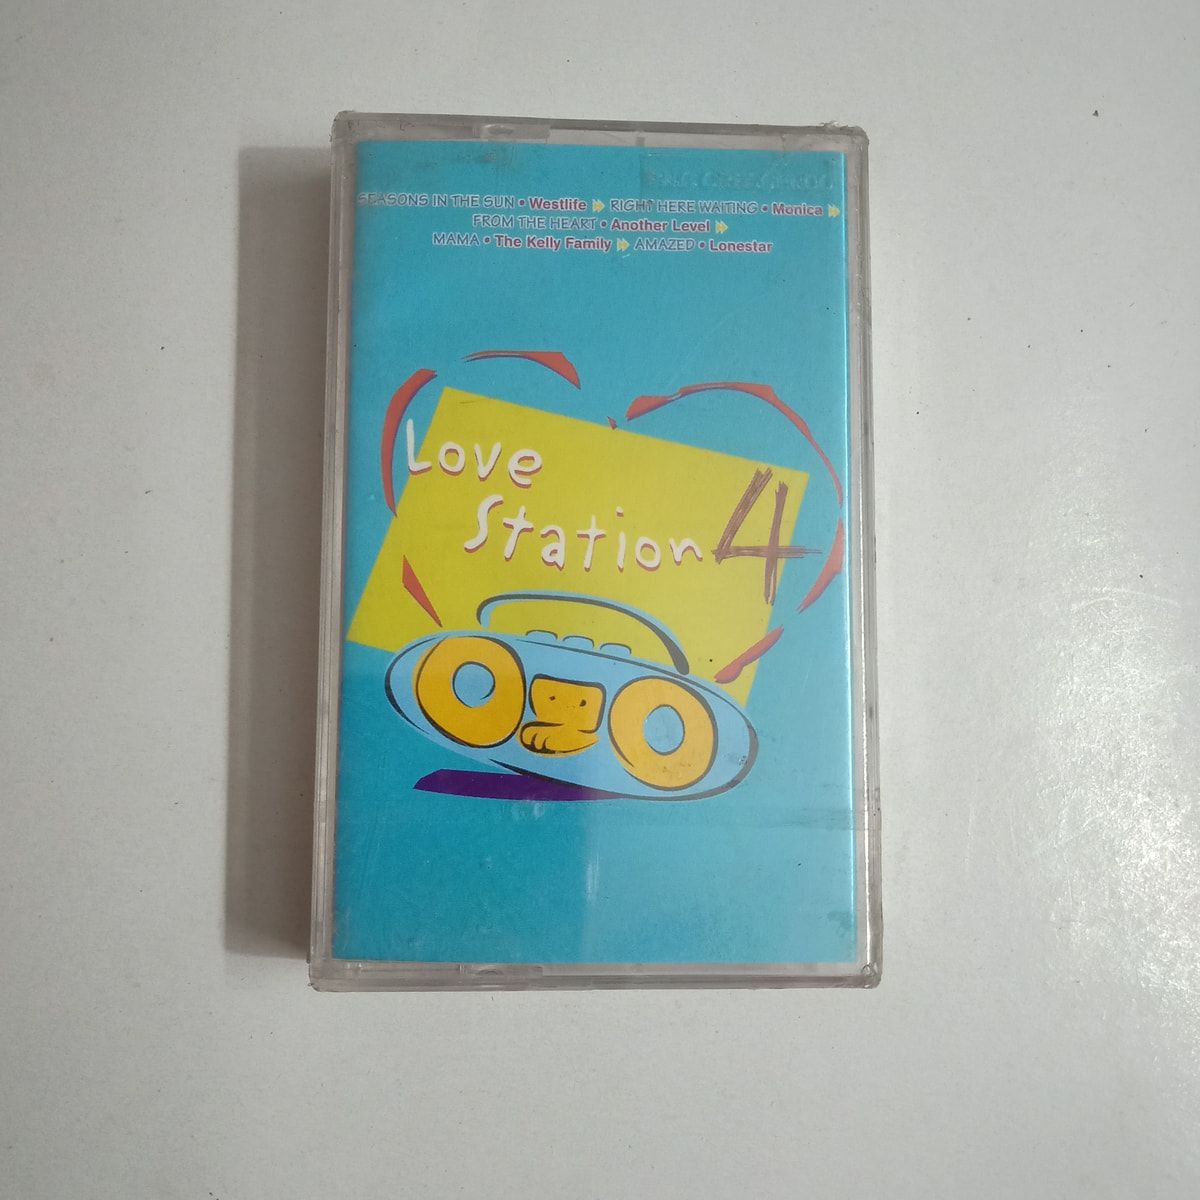 SEASONS IN THE SUN • Westlife RIGHT HERE WAITING • Monica
FROM THE HEART • Another Level
MAMA • The Kelly Family AMAZED • Lonestar
Love
Station 4